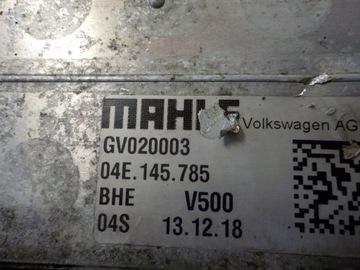 MAHLE Volkswagen AG
GV020003
04E.145.785
BHE V500
04S 13.12.18